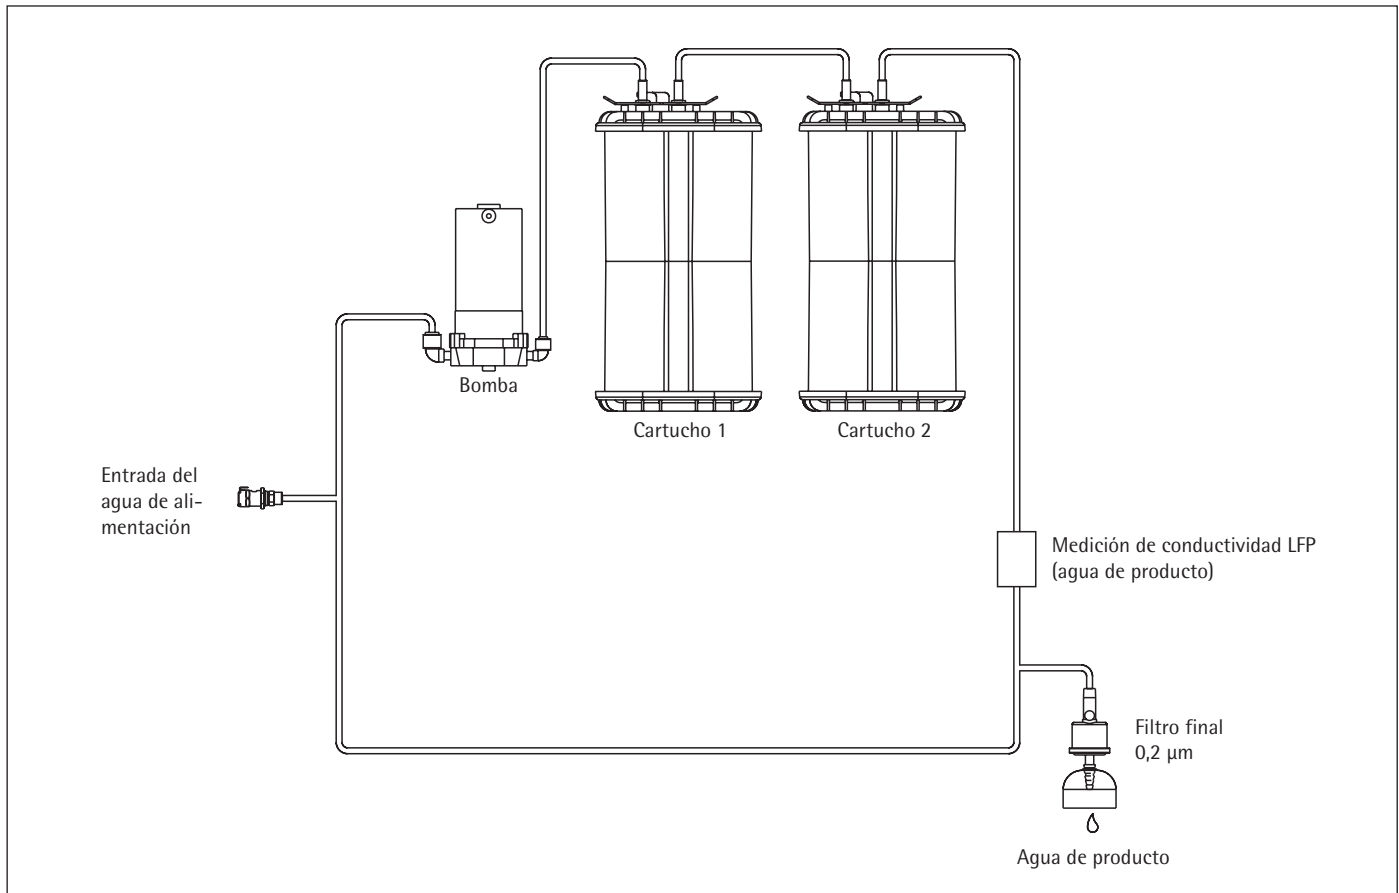 Bomba
Cartucho 1
Cartucho 2
Entrada del
agua de ali-
mentación
Medición de conductividad LFP
(agua de producto)
Filtro final
0,2 µm
Agua de producto